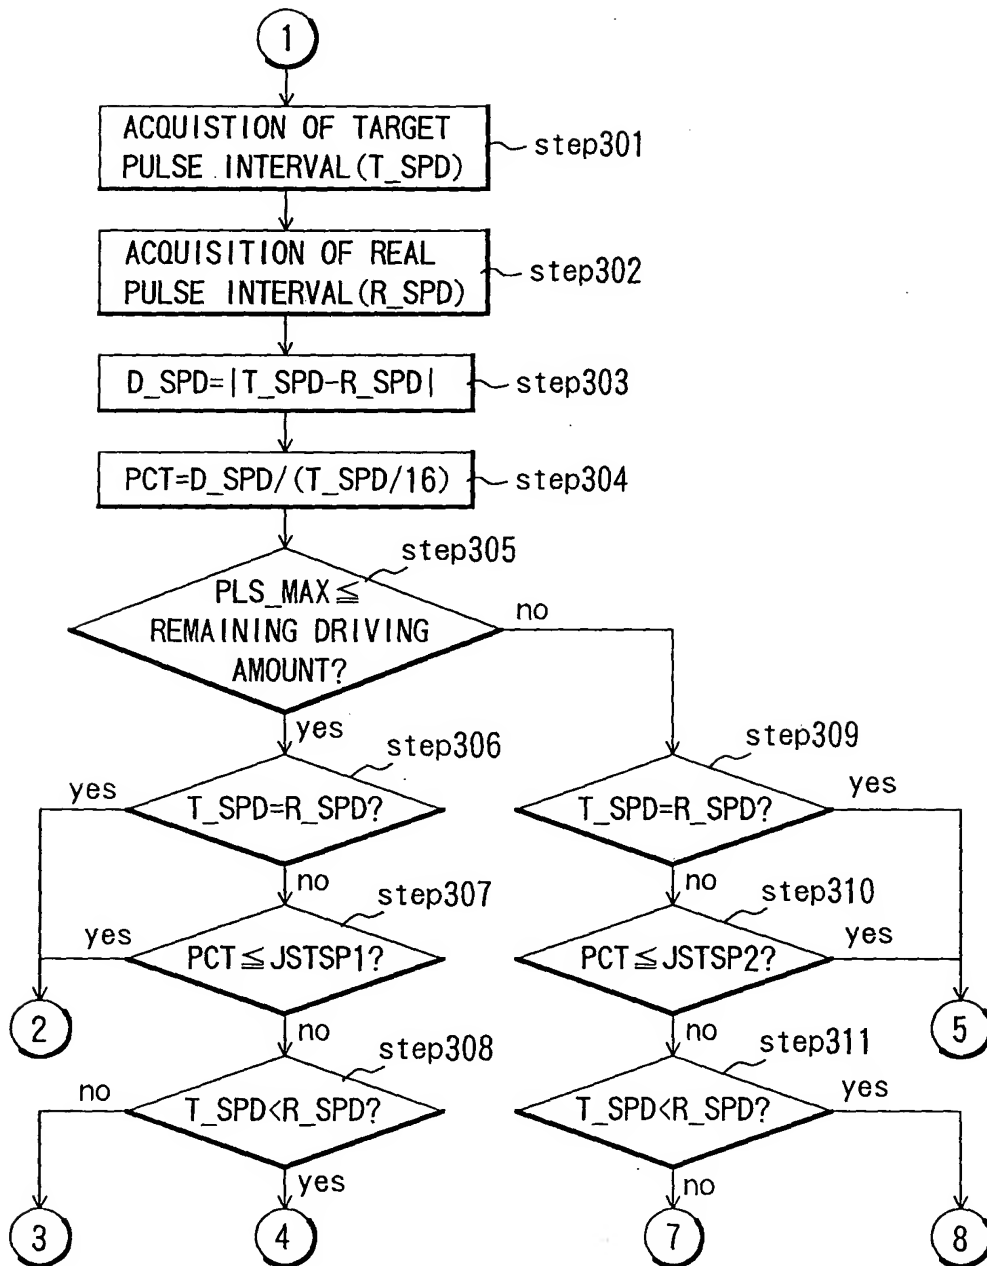 1
ACQUISTION OF TARGET
PULSE INTERVAL(T_SPD)
step301
ACQUISITION OF REAL
PULSE INTERVAL(R_SPD)
step302
D_SPD=|T_SPD-R_SPD|
step303
PCT=D_SPD/(T_SPD/16)
step304
step305
PLS_MAX≦
REMAINING DRIVING
AMOUNT?
no
yes
step306
step309
yes
T_SPD=R_SPD?
T_SPD=R_SPD?
yes
no
no
step307
step310
yes
PCT≦JSTSP1?
PCT≦JSTSP2?
yes
2
no
no
5
step308
step311
no
T_SPD<R_SPD?
T_SPD<R_SPD?
yes
yes
no
3
4
7
8